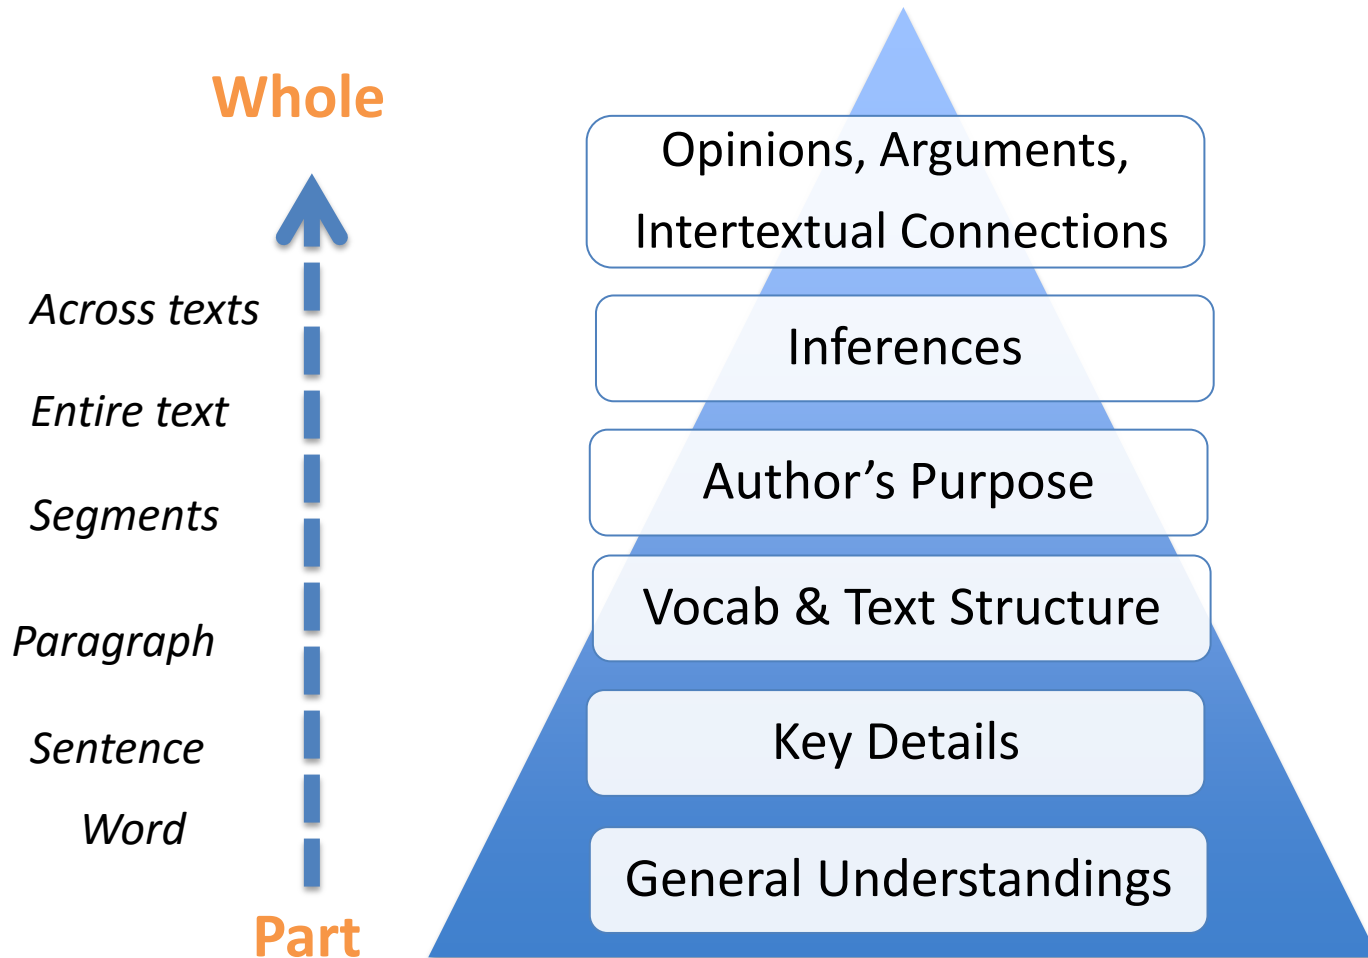 Whole
Across texts
Entire text
Segments
Paragraph
Sentence
Word
Part
Opinions, Arguments,
Intertextual Connections
Inferences
Author’s Purpose
Vocab & Text Structure
Key Details
General Understandings